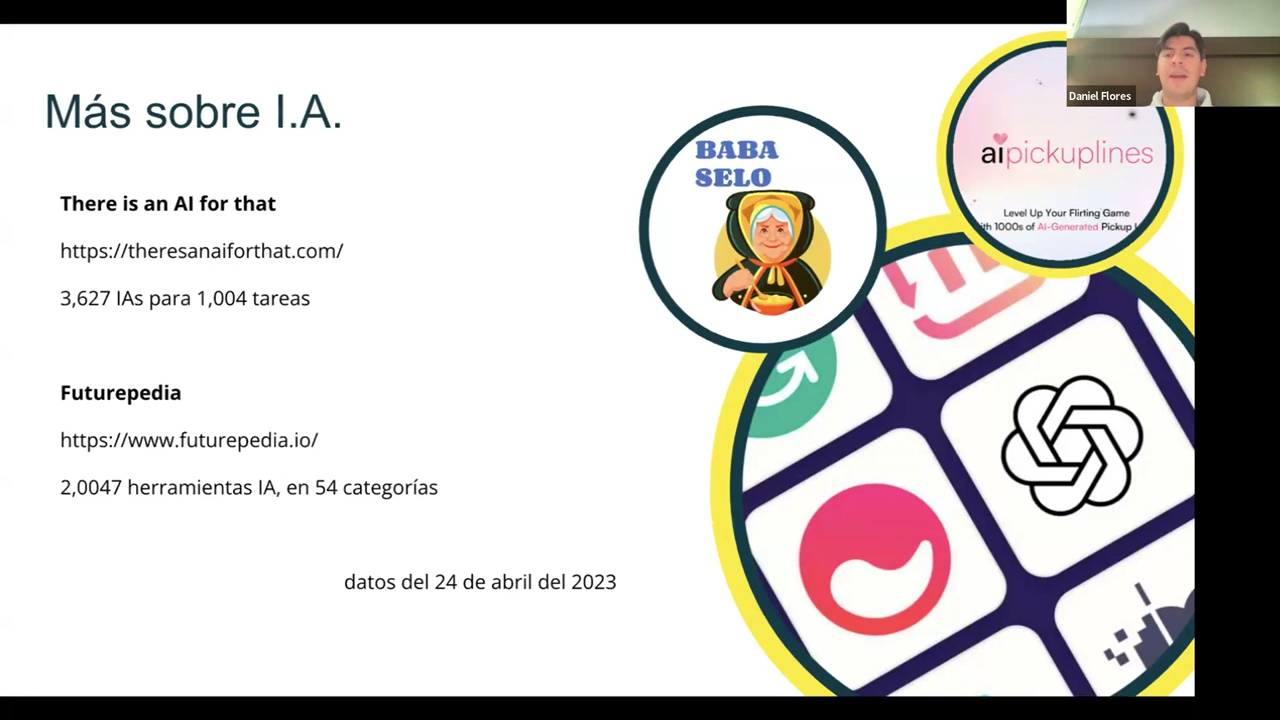 Más sobre I.A.
There is an AI for that
https://theresanaiforthat.com/
3,627 IAs para 1,004 tareas
Futurepedia
https://www.futurepedia.io/
2,0047 herramientas IA, en 54 categorías
datos del 24 de abril del 2023
BABA
SELO
aipickuplines
Level Up Your Flirting Game
with 1000s of AI-Generated Pickup
Daniel Flores